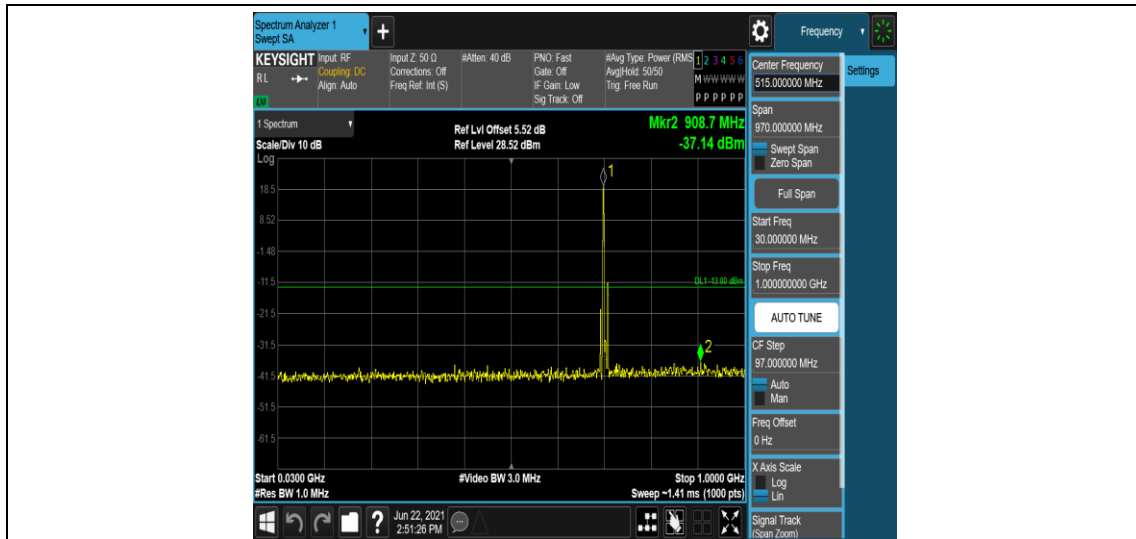 Spectrum Analyzer 1
Swept SA
+
Frequency
KEYSIGHT
RL
LXI
Input: RF
Coupling: DC
Align: Auto
Input Z: 50 Ω
Corrections: Off
Freq Ref: Int (S)
#Atten: 40 dB
PNO: Fast
Gate: Off
IF Gain: Low
Sig Track: Off
#Avg Type: Power (RMS
Avg|Hold: 50/50
Trig: Free Run
1 2 3 4 5 6
M W W W W W
P P P P P P
Center Frequency
515.000000 MHz
Settings
1 Spectrum
Scale/Div 10 dB
Ref Lvl Offset 5.52 dB
Ref Level 28.52 dBm
Mkr2 908.7 MHz
-37.14 dBm
Span
970.000000 MHz
Swept Span
Zero Span
Full Span
Start Freq
30.000000 MHz
Stop Freq
1.000000000 GHz
AUTO TUNE
CF Step
97.000000 MHz
Auto
Man
Freq Offset
0 Hz
X Axis Scale
Log
Lin
Signal Track
(Span Zoom)
Log
1
18.5
8.52
-1.48
-11.5
DL1 -13.00 dBm
-21.5
-31.5
2
-41.5
-51.5
-61.5
Start 0.0300 GHz
#Video BW 3.0 MHz
Stop 1.0000 GHz
#Res BW 1.0 MHz
Sweep ~1.41 ms (1000 pts)
?
Jun 22, 2021
2:51:26 PM